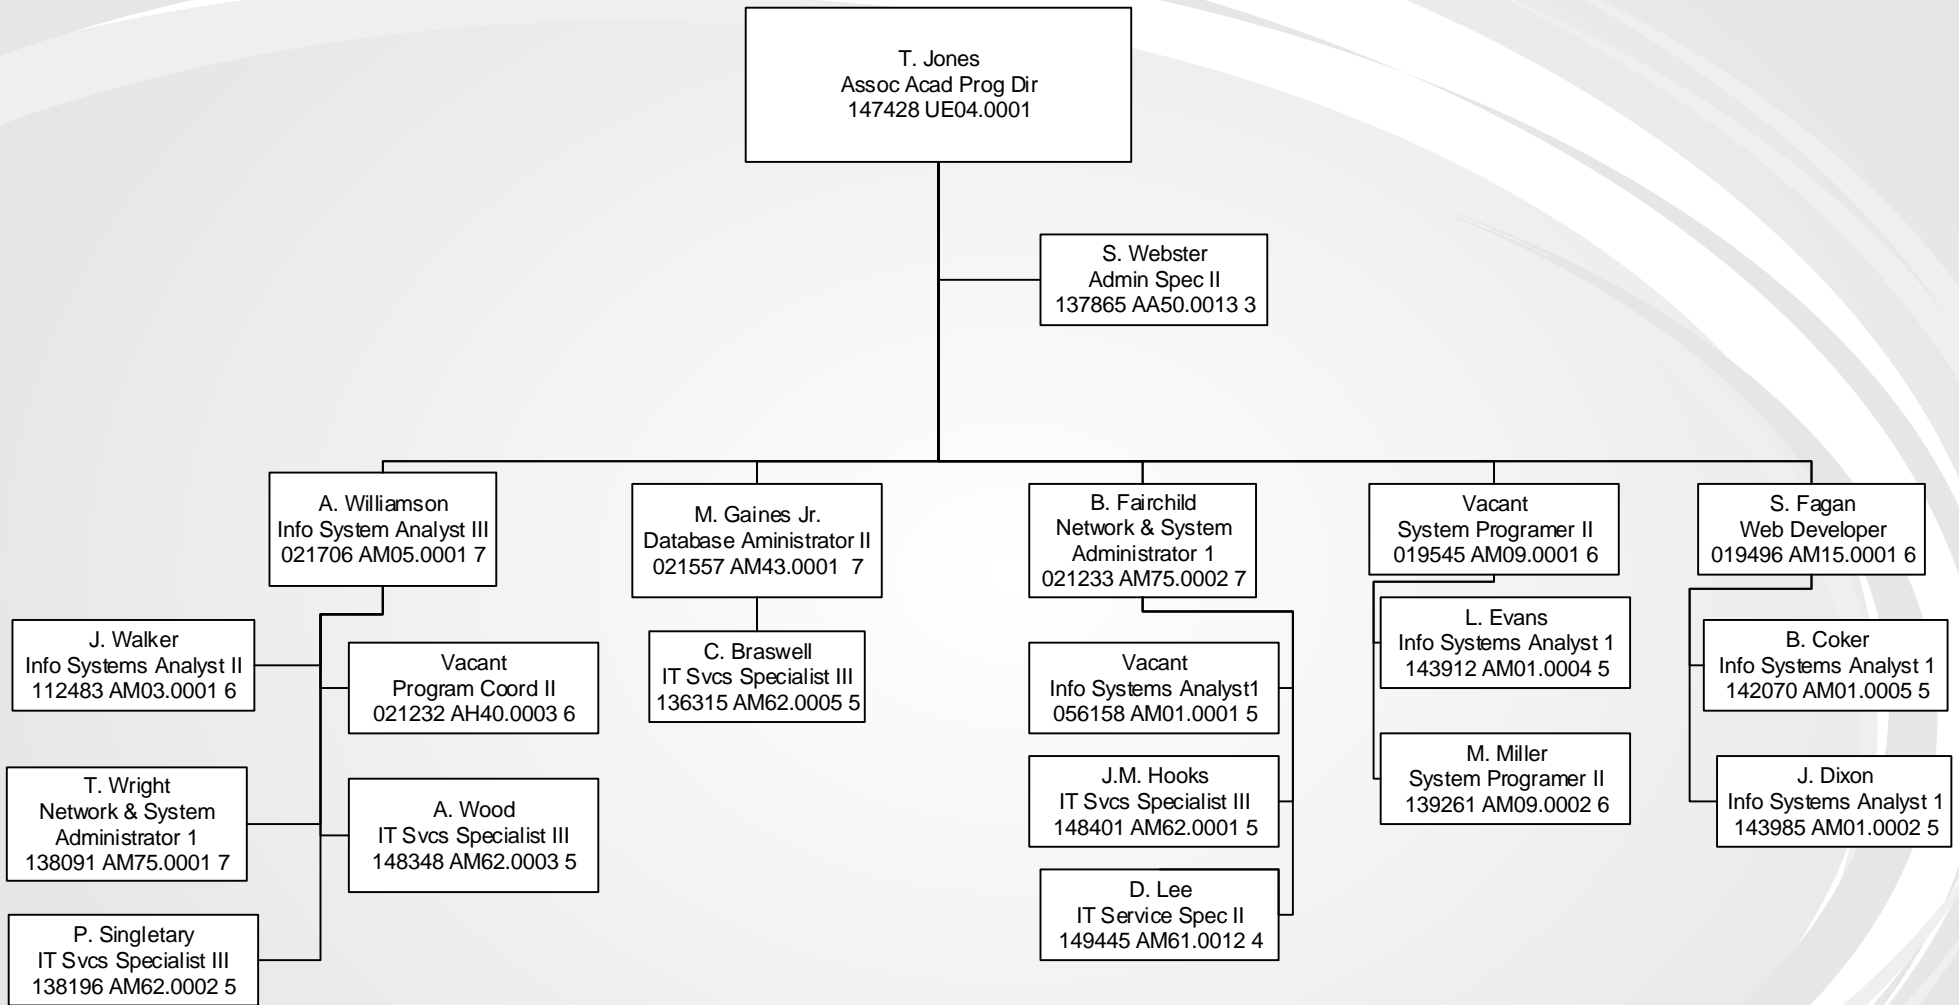 T. Jones
Assoc Acad Prog Dir
147428 UE04.0001
S. Webster
Admin Spec II
137865 AA50.0013 3
A. Williamson
Info System Analyst III
021706 AM05.0001 7
M. Gaines Jr.
Database Aministrator II
021557 AM43.0001  7
B. Fairchild
Network & System
Administrator 1
021233 AM75.0002 7
Vacant
System Programer II
019545 AM09.0001 6
S. Fagan
Web Developer
019496 AM15.0001 6
J. Walker
Info Systems Analyst II
112483 AM03.0001 6
Vacant
Program Coord II
021232 AH40.0003 6
T. Wright
Network & System
Administrator 1
138091 AM75.0001 7
A. Wood
IT Svcs Specialist III
148348 AM62.0003 5
P. Singletary
IT Svcs Specialist III
138196 AM62.0002 5
C. Braswell
IT Svcs Specialist III
136315 AM62.0005 5
Vacant
Info Systems Analyst1
056158 AM01.0001 5
J.M. Hooks
IT Svcs Specialist III
148401 AM62.0001 5
D. Lee
IT Service Spec II
149445 AM61.0012 4
L. Evans
Info Systems Analyst 1
143912 AM01.0004 5
M. Miller
System Programer II
139261 AM09.0002 6
B. Coker
Info Systems Analyst 1
142070 AM01.0005 5
J. Dixon
Info Systems Analyst 1
143985 AM01.0002 5